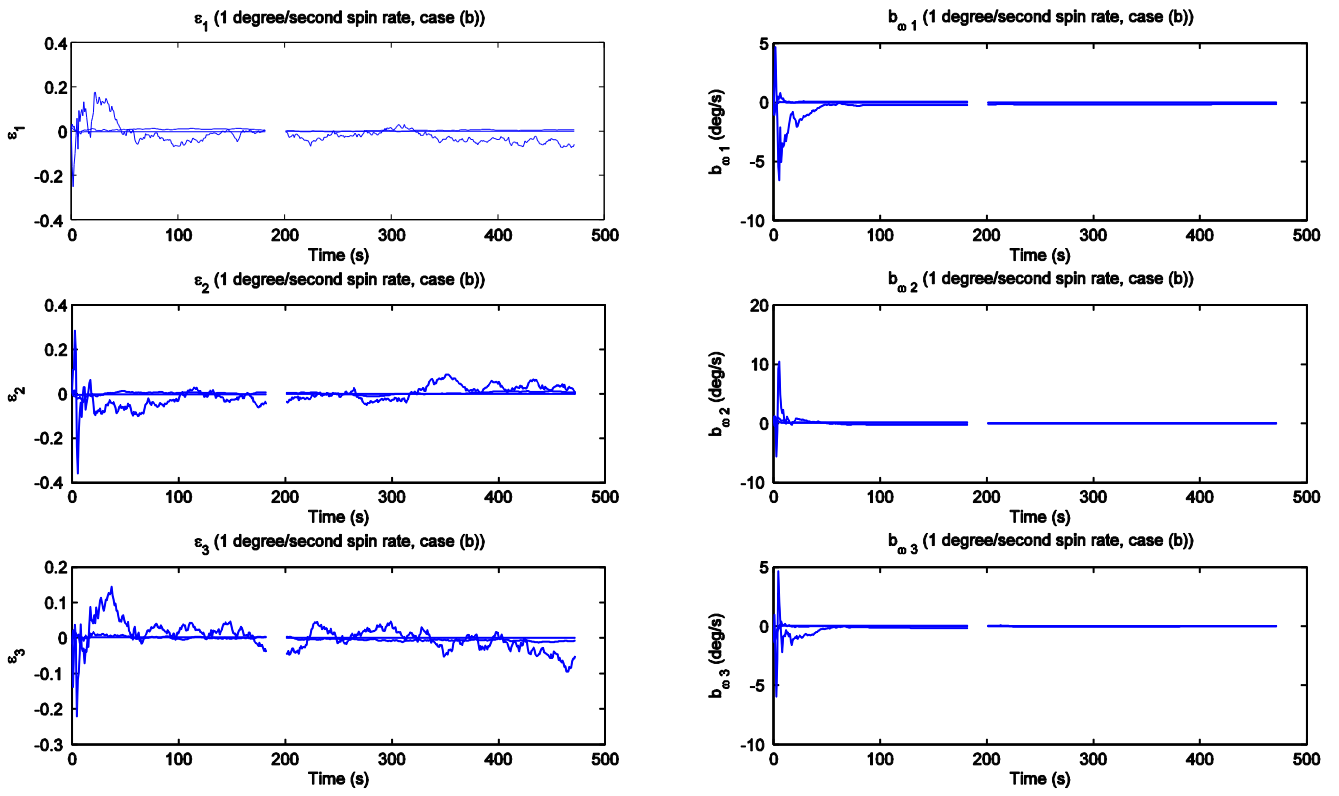 ε1 (1 degree/second spin rate, case (b))
0.4
0.2
0
-0.2
-0.4
ε1
0 100 200 300 400 500
Time (s)
bω 1 (1 degree/second spin rate, case (b))
5
0
-5
-10
bω 1 (deg/s)
0 100 200 300 400 500
Time (s)
ε2 (1 degree/second spin rate, case (b))
0.4
0.2
0
-0.2
-0.4
ε2
0 100 200 300 400 500
Time (s)
bω 2 (1 degree/second spin rate, case (b))
20
10
0
-10
bω 2 (deg/s)
0 100 200 300 400 500
Time (s)
ε3 (1 degree/second spin rate, case (b))
0.2
0.1
0
-0.1
-0.2
-0.3
ε3
0 100 200 300 400 500
Time (s)
bω 3 (1 degree/second spin rate, case (b))
5
0
-5
-10
bω 3 (deg/s)
0 100 200 300 400 500
Time (s)